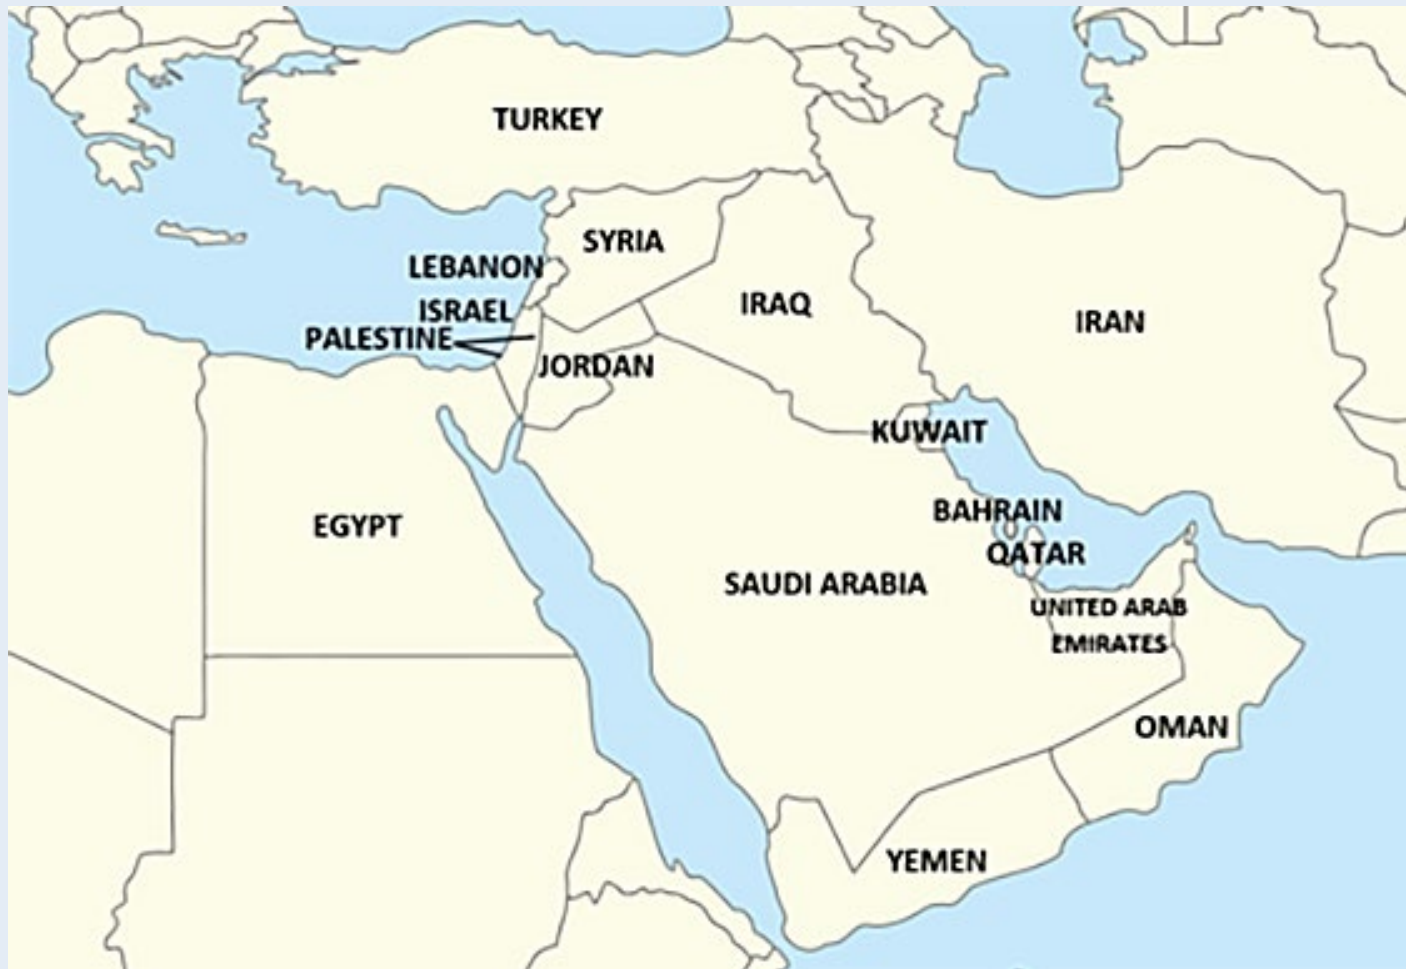 TURKEY
SYRIA
LEBANON
ISRAEL
PALESTINE
IRAQ
IRAN
JORDAN
KUWAIT
BAHRAIN
EGYPT
QATAR
SAUDI ARABIA
UNITED ARAB
EMIRATES
OMAN
YEMEN